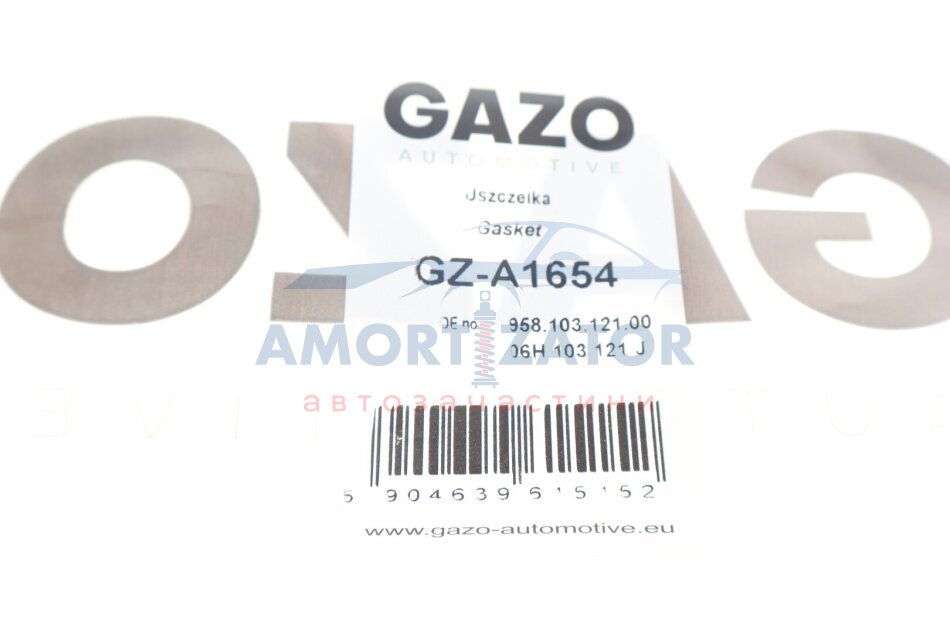 GAZO
AUTOMOTIVE
Uszczelka
Gasket
GZ-A1654
OE no. 958.103.121.00
06H 103 121 J
AMORTIZATOR
автозапчастини
5 904639 615152
www.gazo-automotive.eu